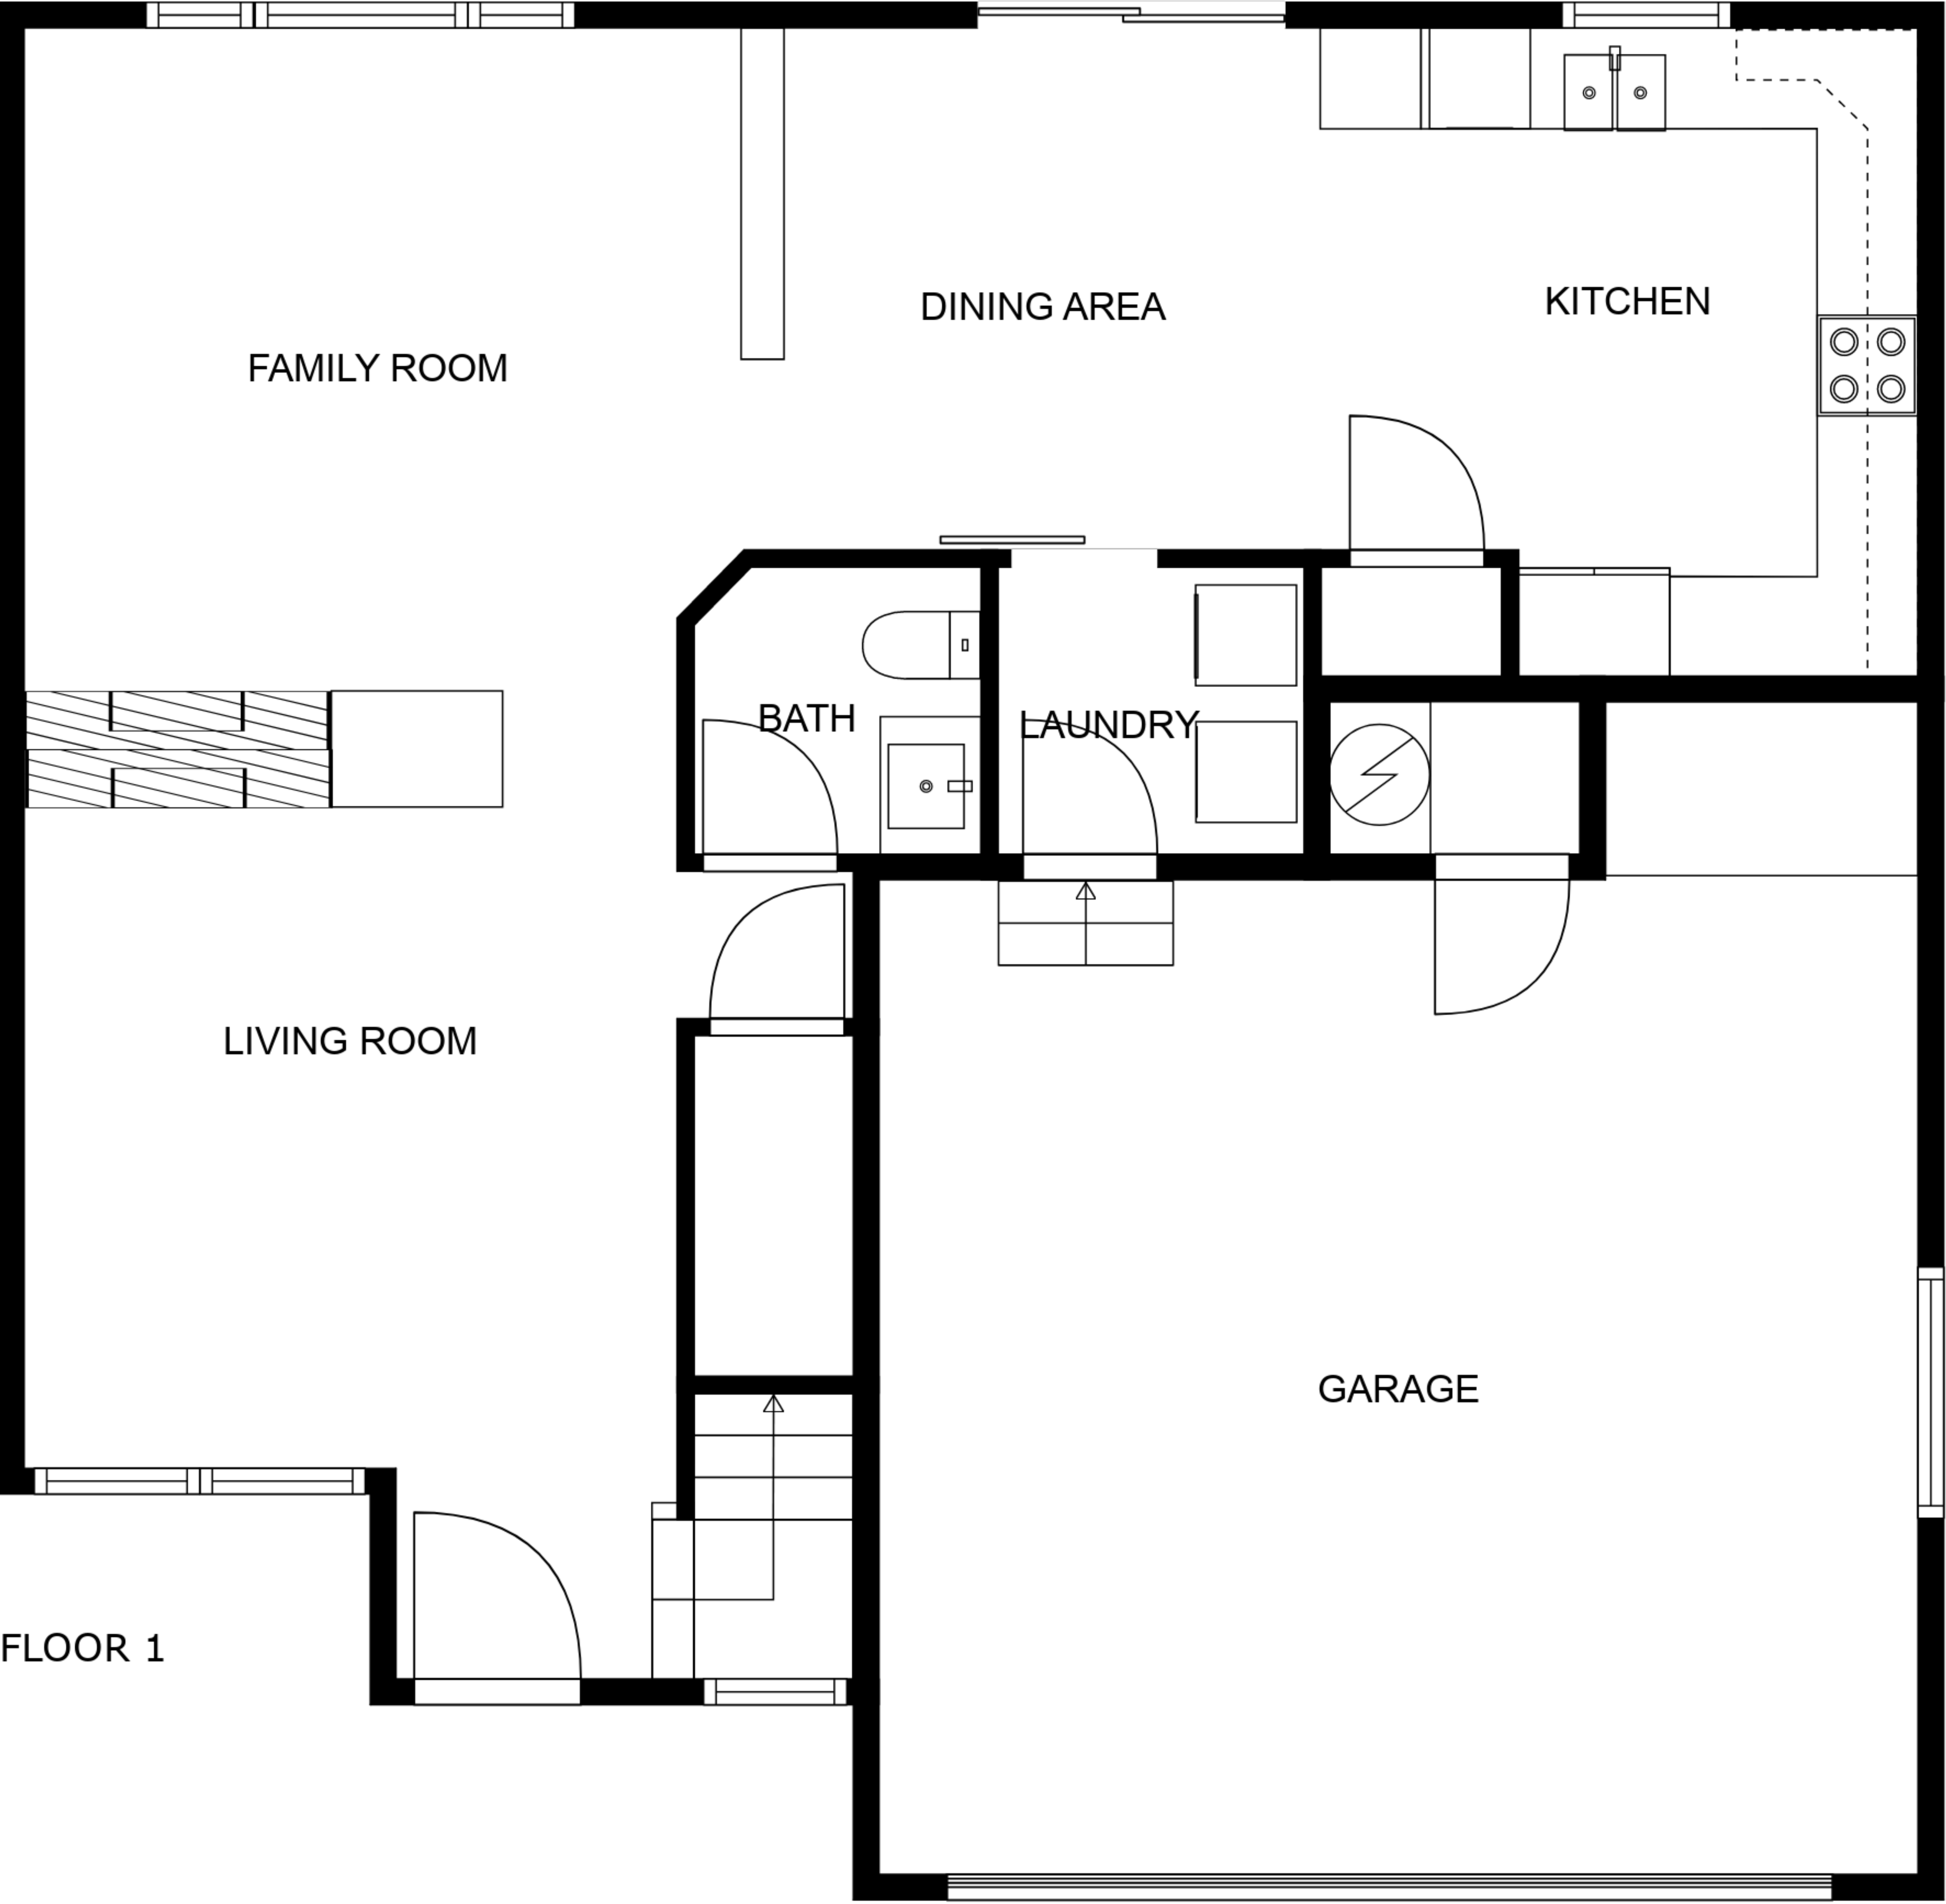 DINING AREA
KITCHEN
FAMILY ROOM
BATH
LAUNDRY
LIVING ROOM
GARAGE
FLOOR 1